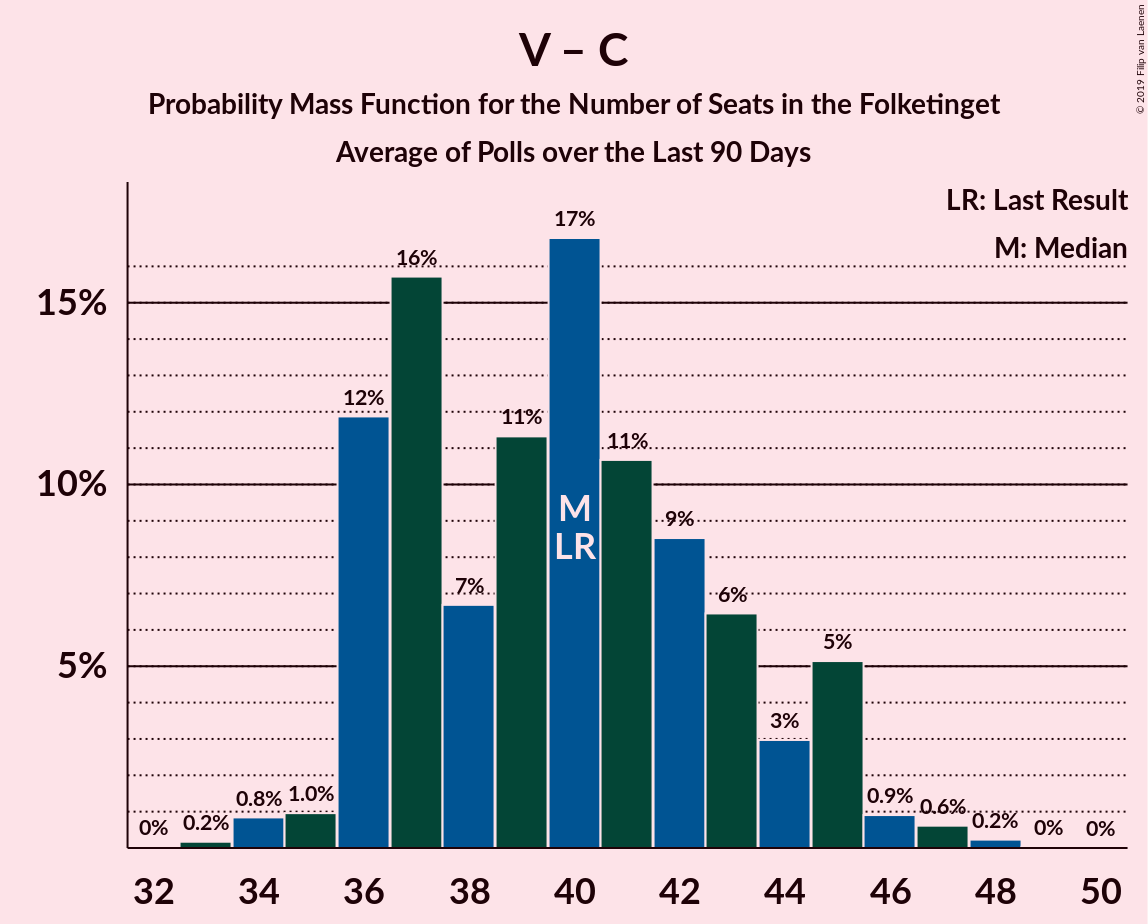 V – C
Probability Mass Function for the Number of Seats in the Folketinget
Average of Polls over the Last 90 Days
© 2019 Filip van Laenen
LR: Last Result
M: Median
15%
10%
5%
0%
0.2%
0.8%
1.0%
12%
16%
7%
11%
17%
11%
9%
6%
3%
5%
0.9%
0.6%
0.2%
0%
0%
M
LR
32 34 36 38 40 42 44 46 48 50